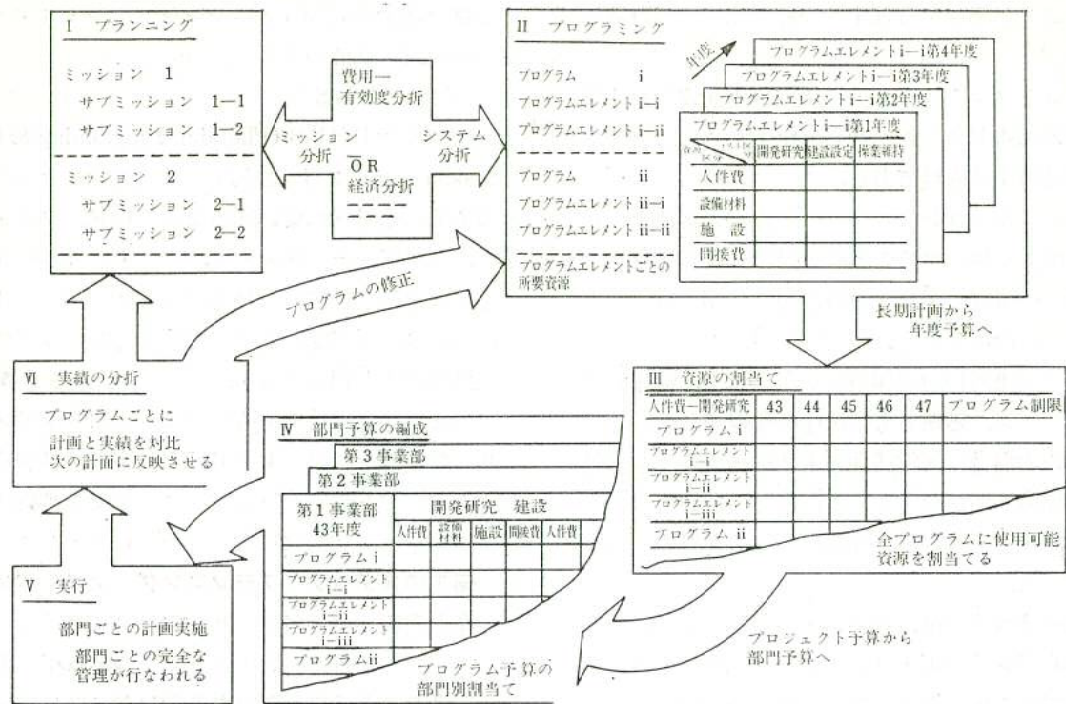 I プランニング
ミッション 1
サブミッション 1—1
サブミッション 1—2
ミッション 2
サブミッション 2—1
サブミッション 2—2
費用—
有効度分折
ミッション
分折
システム
分折
OR
経済分折
II プログラミング
プログラム i
プログラムエレメント i—i
プログラムエレメント i—ii
プログラム ii
プログラムエレメント ii—i
プログラムエレメント ii—ii
プログラムエレメントごとの
所要資源
年度
プログラムエレメント i—i 第4年度
プログラムエレメント i—i 第3年度
プログラムエレメント i—i 第2年度
プログラムエレメント i—i 第1年度
開発研究 建設設定 操業維持
人件費
設備材料
施 設
間接費
プログラムの修正
長期計画から
年度予算へ
III 資源の割当て
人件費—開発研究 43 44 45 46 47 プログラム制限
プログラム i
プログラムエレメント
i—i
プログラムエレメント
i—ii
プログラムエレメント
i—iii
プログラム ii
全プログラムに使用可能
資源を割当てる
プロジェクト予算から
部門予算へ
IV 部門予算の編成
第3事業部
第2事業部
第1事業部
43年度
開発研究 建設
人件費 設備材料 施設 間接費 人件費
プログラム i
プログラムエレメント
i—i
プログラムエレメント
i—ii
プログラムエレメント
i—iii
プログラム ii
プログラム予算の
部門別割当て
V 実行
部門ごとの計画実施
部門ごとの完全な
管理が行なわれる
VI 実績の分折
プログラムごとに
計画と実績を対比
次の計面に反映させる